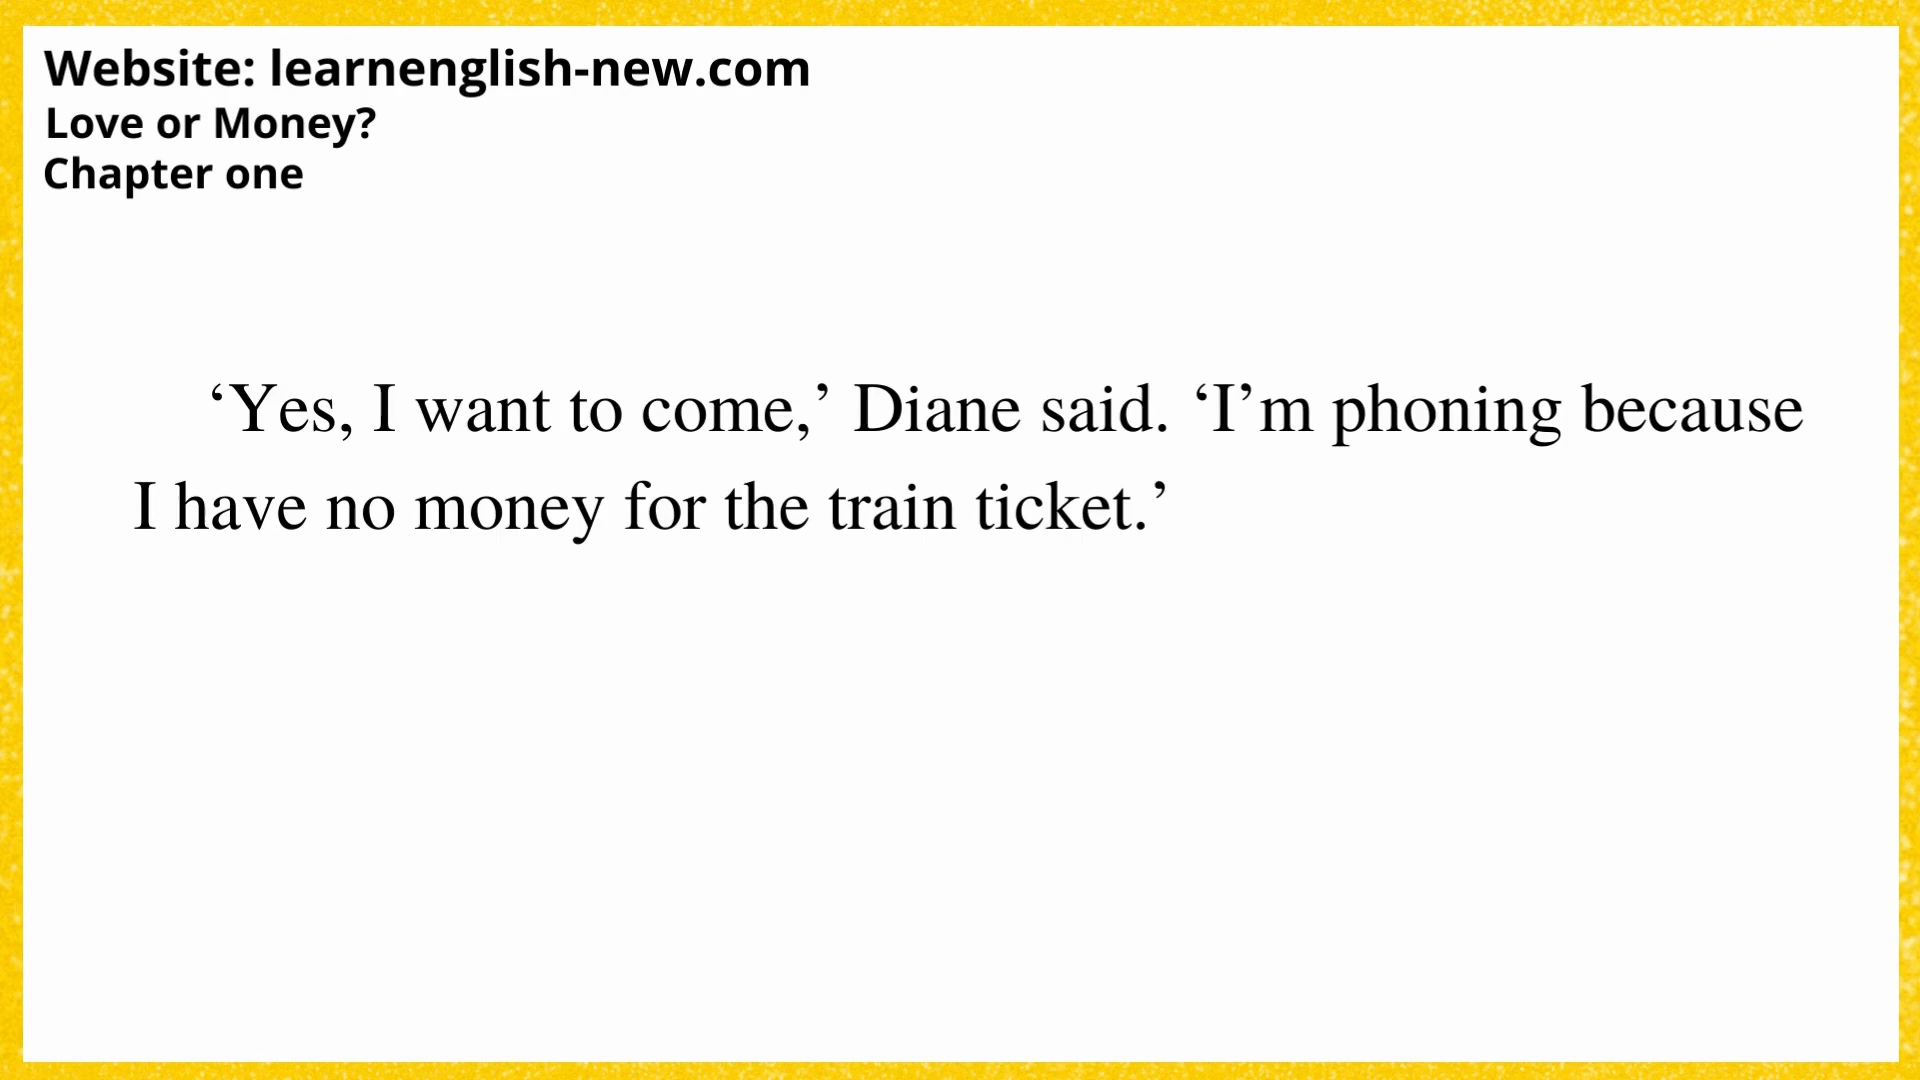 Website: learnenglish-new.com
Love or Money?
Chapter one
‘Yes, I want to come,’ Diane said. ‘I’m phoning because
I have no money for the train ticket.’